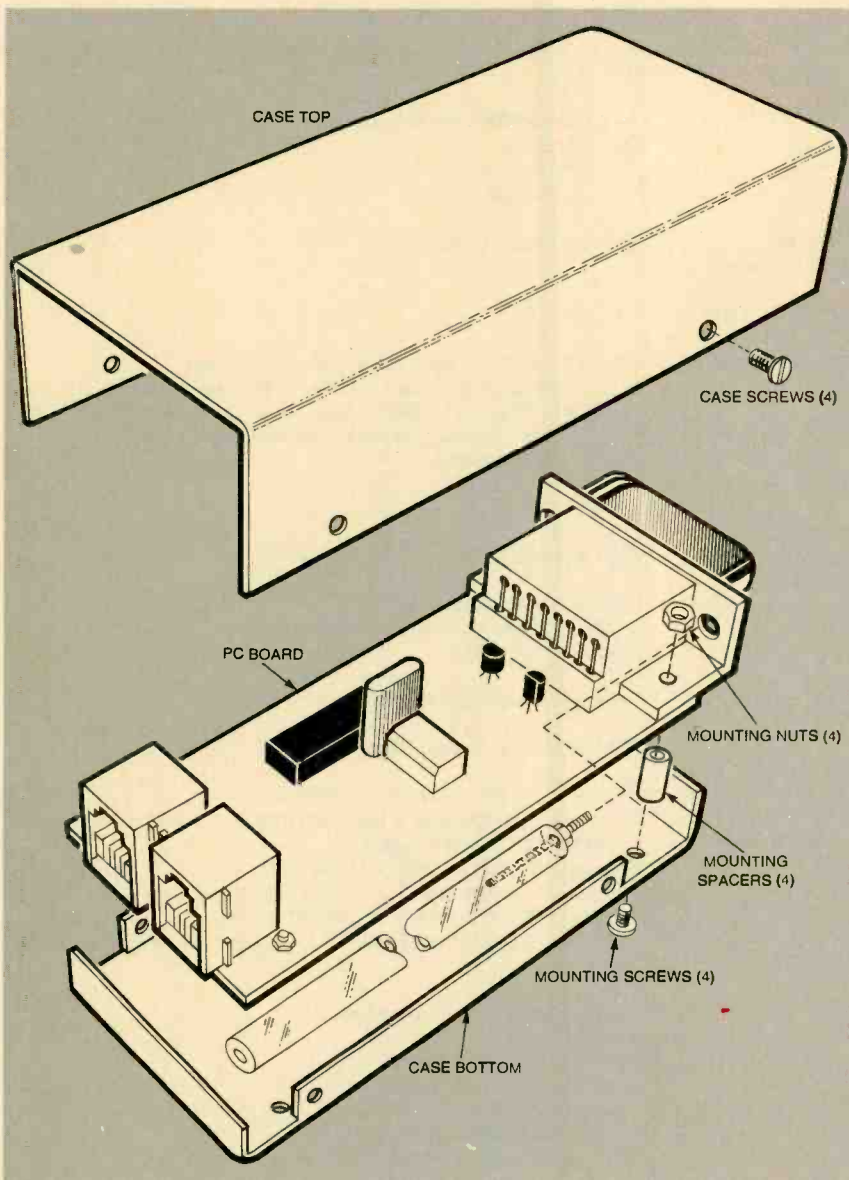 CASE TOP
CASE SCREWS (4)
PC BOARD
MOUNTING NUTS (4)
MOUNTING
SPACERS (4)
MOUNTING SCREWS (4)
CASE BOTTOM